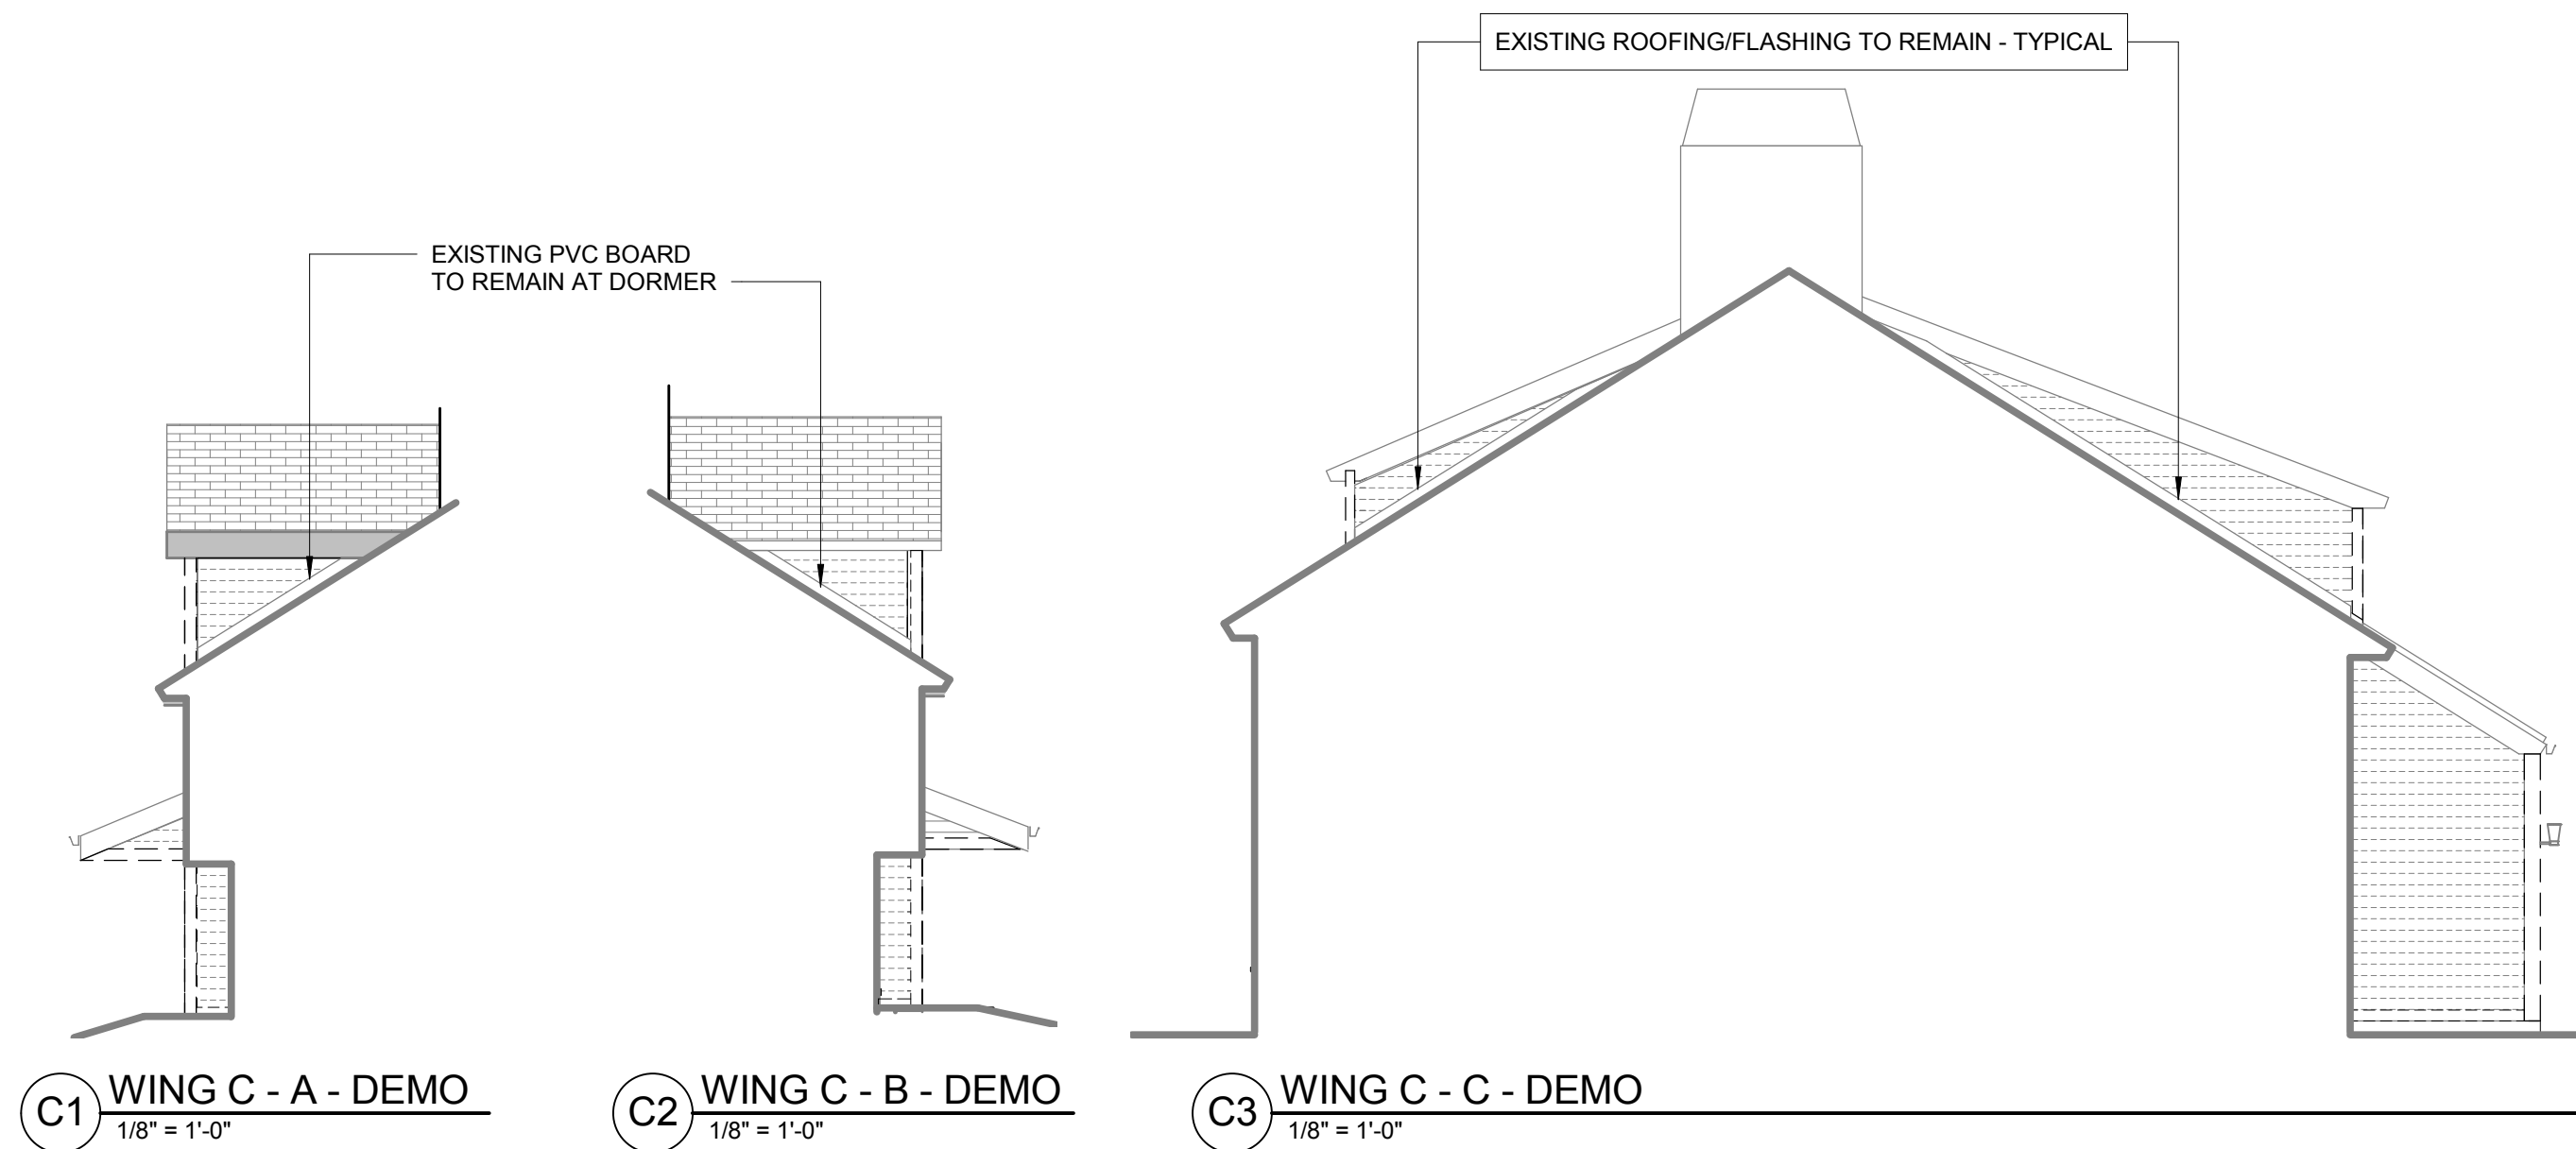 EXISTING ROOFING/FLASHING TO REMAIN - TYPICAL
EXISTING PVC BOARD
TO REMAIN AT DORMER
C1
WING C - A - DEMO
1/8" = 1'-0"
C2
WING C - B - DEMO
1/8" = 1'-0"
C3
WING C - C - DEMO
1/8" = 1'-0"